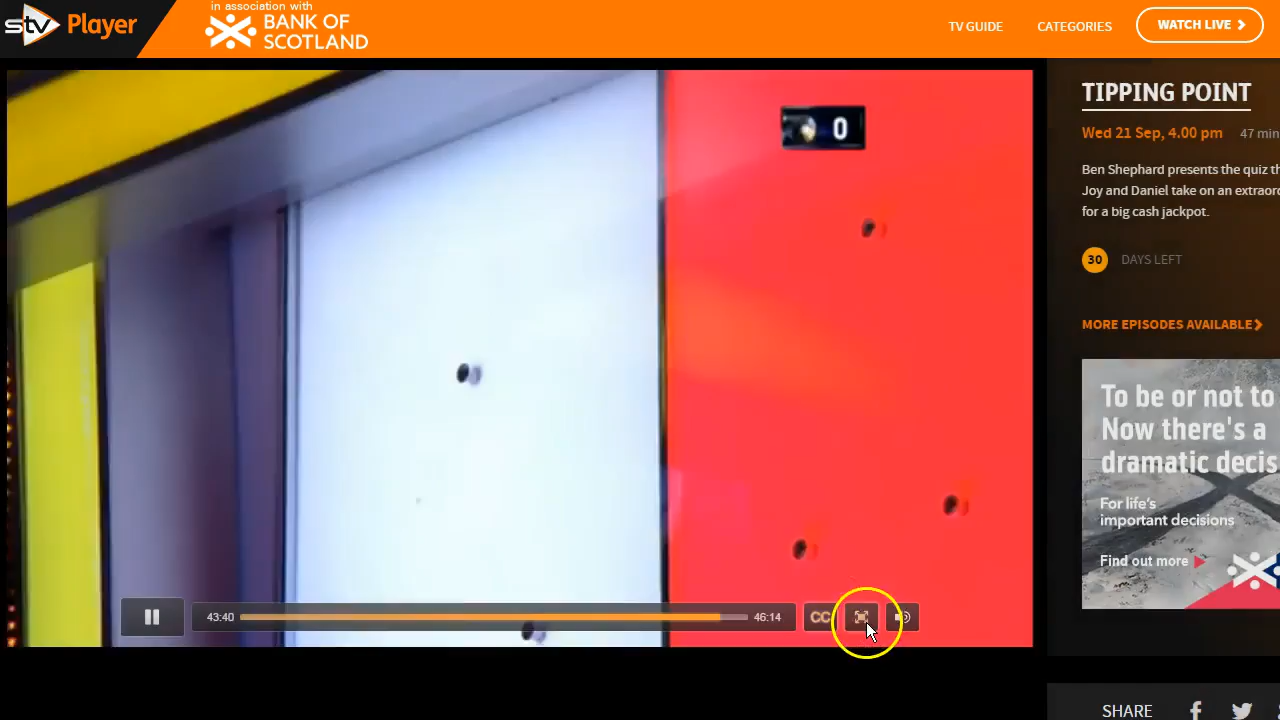 in association with
stv Player
BANK OF
SCOTLAND
TV GUIDE
CATEGORIES
WATCH LIVE
0
TIPPING POINT
Wed 21 Sep, 4.00 pm
47 min
Ben Shephard presents the quiz
Joy and Daniel take on an
for a big cash jackpot.
30
DAYS LEFT
MORE EPISODES AVAILABLE
To be or not to
Now there's a
dramatic
For life's
important decisions
Find out more
43:40
46:14
CC
SHARE